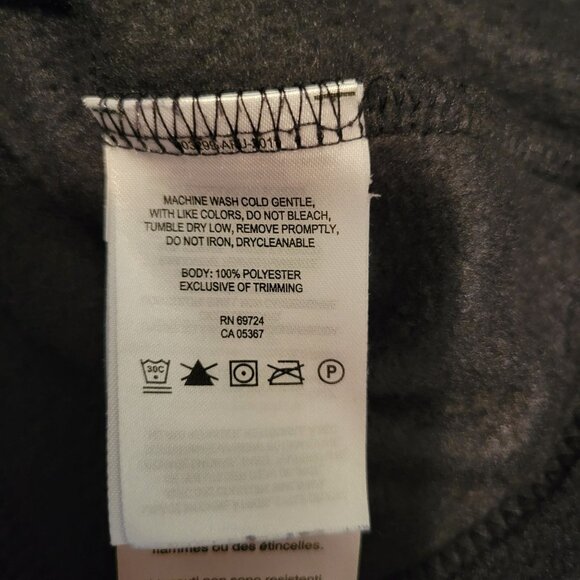 MACHINE WASH COLD GENTLE,
WITH LIKE COLORS, DO NOT BLEACH,
TUMBLE DRY LOW, REMOVE PROMPTLY,
DO NOT IRON, DRYCLEANABLE
BODY: 100% POLYESTER
EXCLUSIVE OF TRIMMING
RN 69724
CA 05367
30C
P
flammes ou des étincelles.